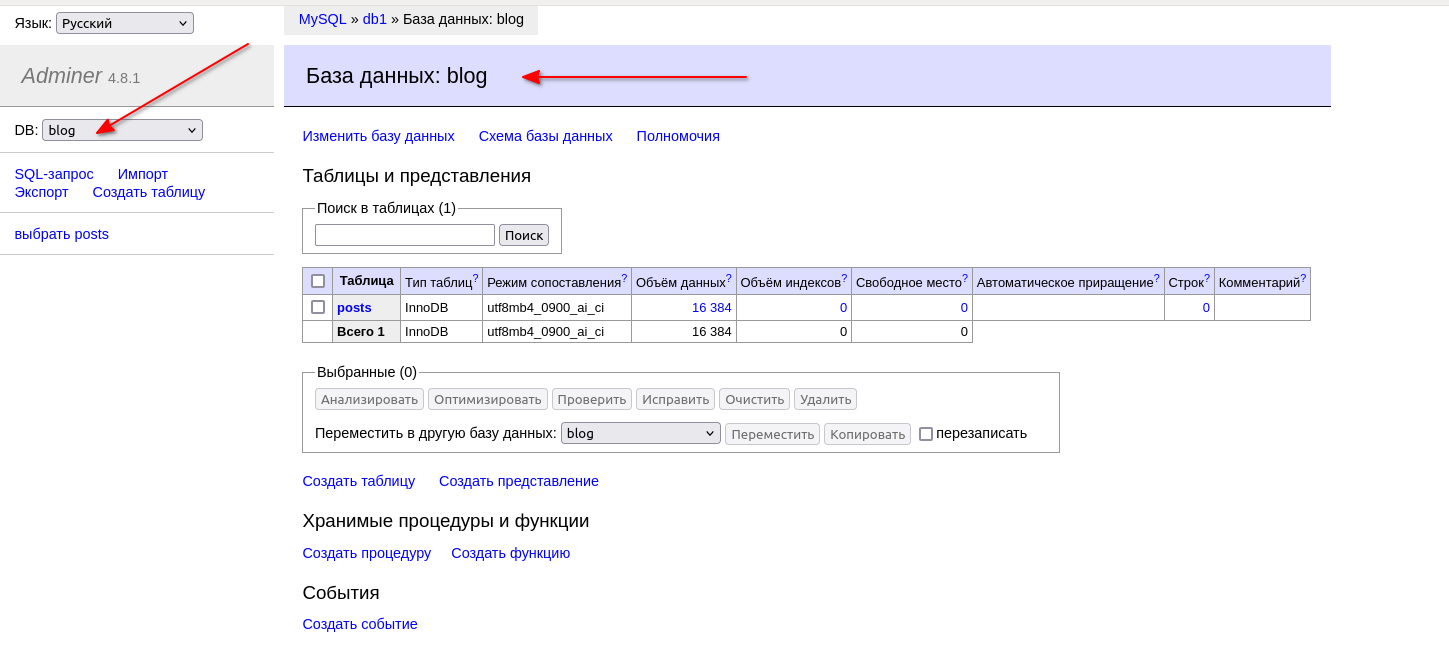 Язык: Русский
MySQL » db1 » База данных: blog
Adminer 4.8.1
База данных: blog
DB: blog
SQL-запрос Импорт
Экспорт Создать таблицу
выбрать posts
Изменить базу данных Схема базы данных Полномочия
Таблицы и представления
Поиск в таблицах (1)
Поиск
Таблица Тип таблиц? Режим сопоставления? Объём данных? Объём индексов? Свободное место? Автоматическое приращение? Строк? Комментарий?
posts InnoDB utf8mb4_0900_ai_ci 16 384 0 0 0
Всего 1 InnoDB utf8mb4_0900_ai_ci 16 384 0 0
Выбранные (0)
Анализировать Оптимизировать Проверить Исправить Очистить Удалить
Переместить в другую базу данных: blog Переместить Копировать перезаписать
Создать таблицу Создать представление
Хранимые процедуры и функции
Создать процедуру Создать функцию
События
Создать событие